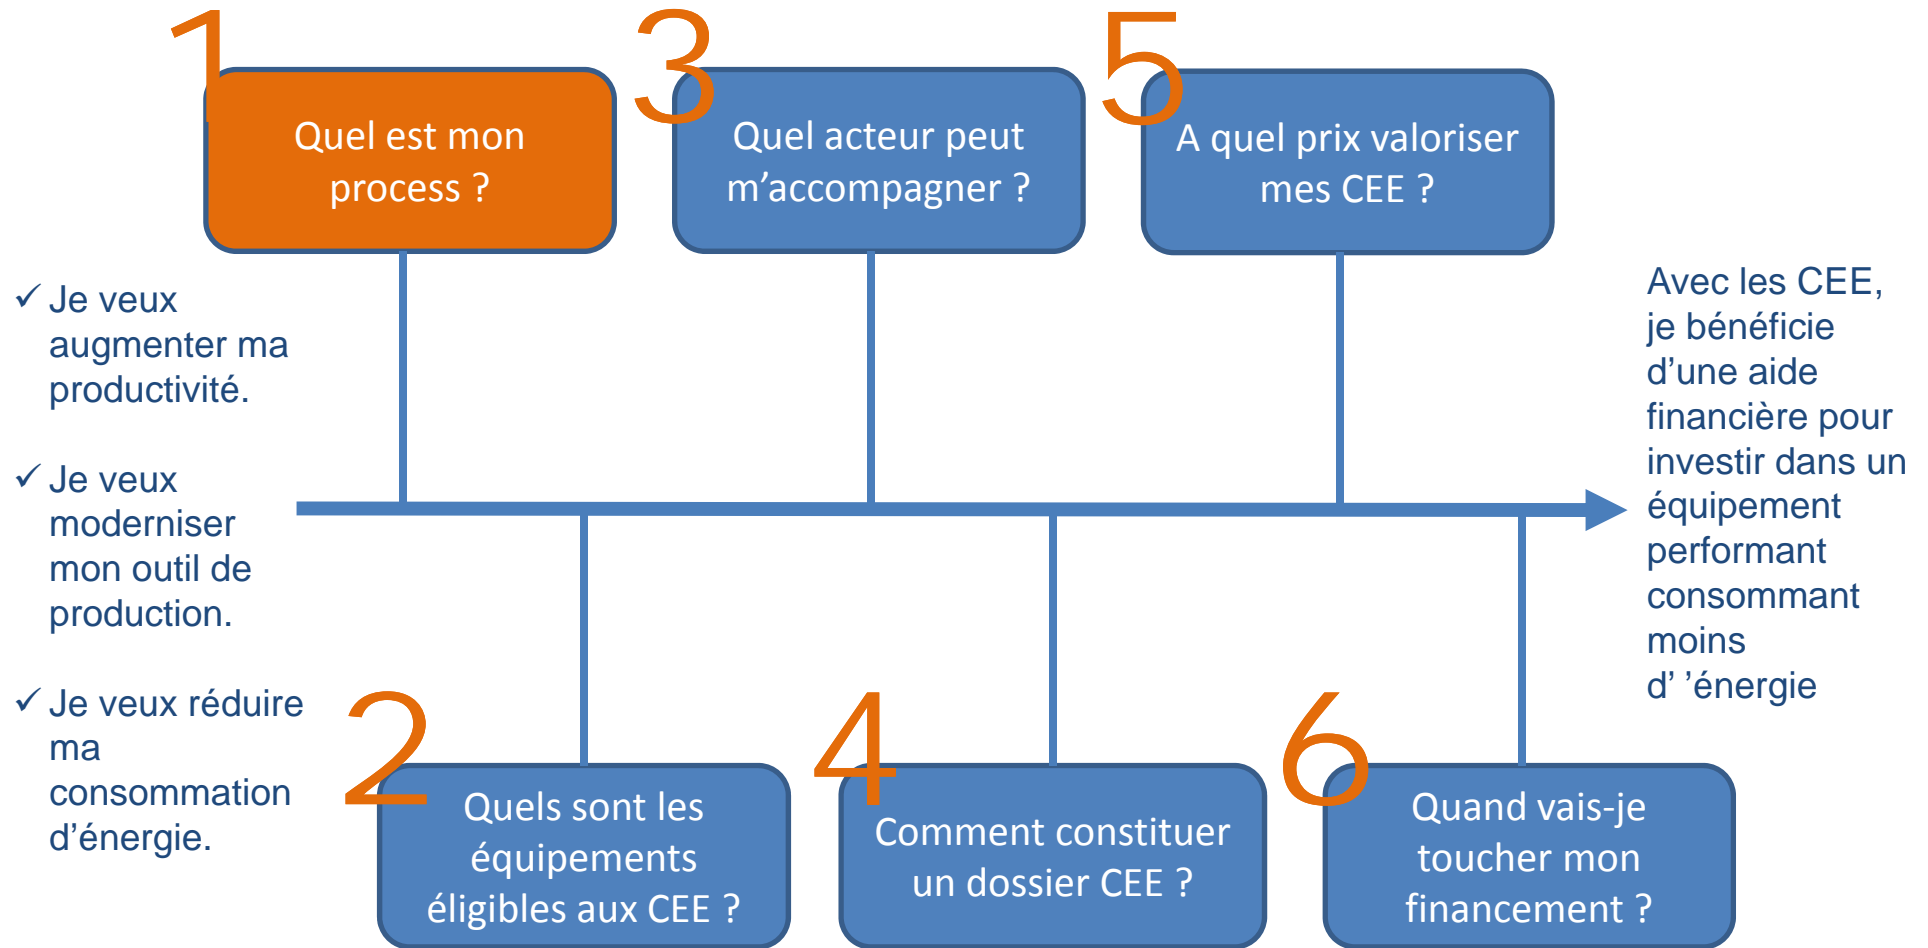 1
Quel est mon
process ?
3
Quel acteur peut
m’accompagner ?
5
A quel prix valoriser
mes CEE ?
✓ Je veux
augmenter ma
productivité.
✓ Je veux
moderniser
mon outil de
production.
✓ Je veux réduire
ma
consommation
d’énergie.
Avec les CEE,
je bénéficie
d’une aide
financière pour
investir dans un
équipement
performant
consommant
moins
d’ ’énergie
2
Quels sont les
équipements
éligibles aux CEE ?
4
Comment constituer
un dossier CEE ?
6
Quand vais-je
toucher mon
financement ?